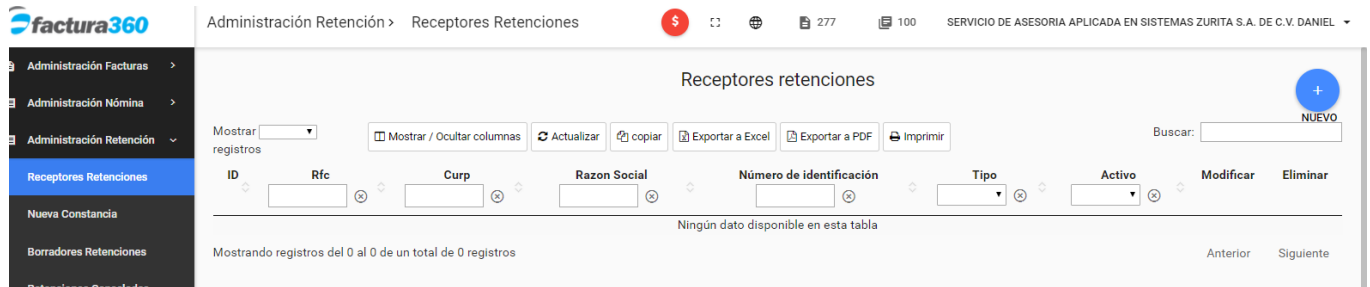 factura360
Administración Retención > Receptores Retenciones
$ 277 100 SERVICIO DE ASESORIA APLICADA EN SISTEMAS ZURITA S.A. DE C.V. DANIEL
Administración Facturas >
Administración Nómina >
Administración Retención
Receptores Retenciones
Nueva Constancia
Borradores Retenciones
Retenciones Canceladas
Receptores retenciones
+
NUEVO
Mostrar
registros
Mostrar / Ocultar columnas Actualizar copiar Exportar a Excel Exportar a PDF Imprimir
Buscar:
ID Rfc Curp Razon Social Número de identificación Tipo Activo Modificar Eliminar
Ningún dato disponible en esta tabla
Mostrando registros del 0 al 0 de un total de 0 registros
Anterior Siguiente